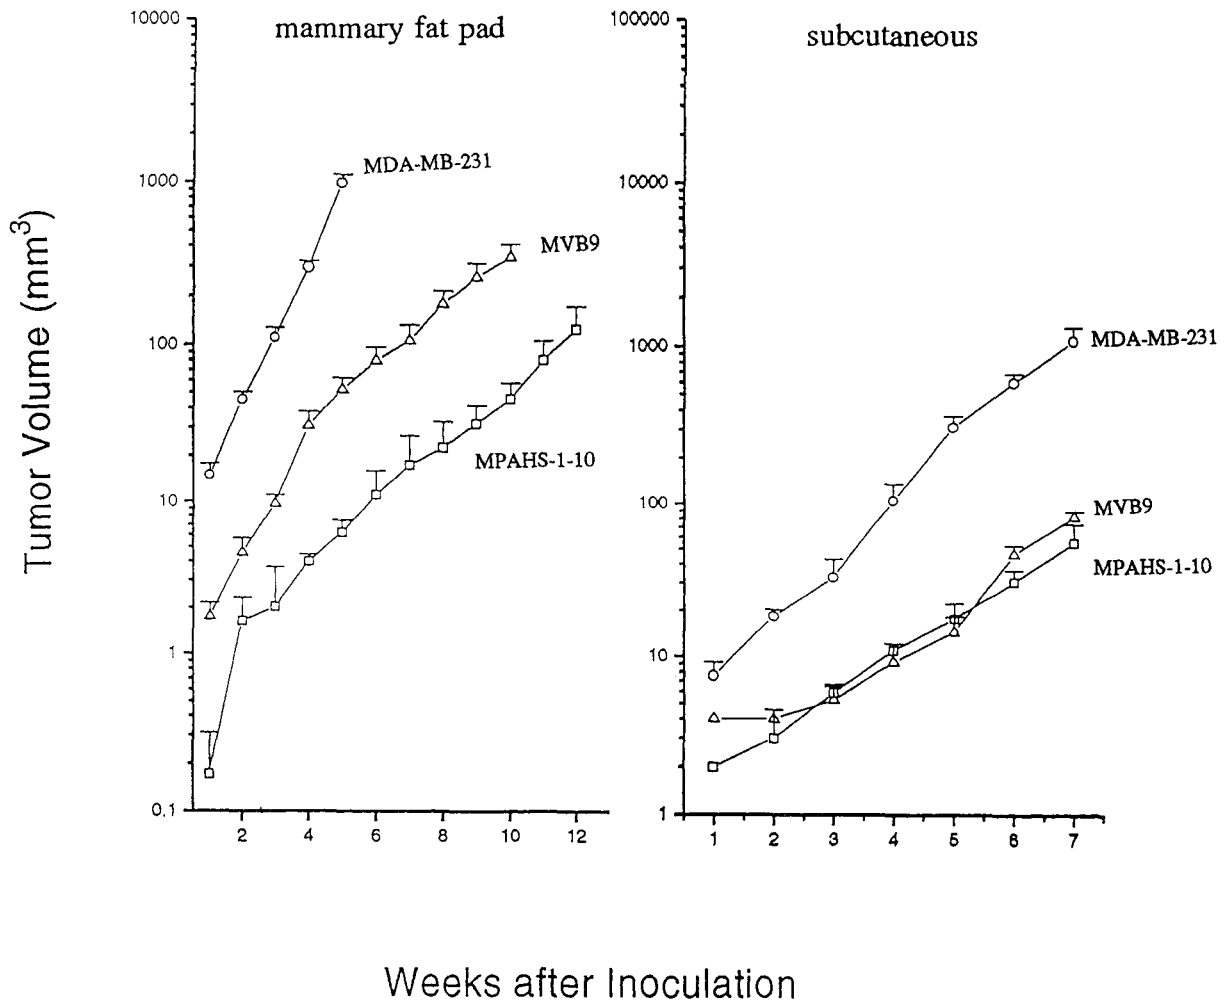 mammary fat pad
subcutaneous
Tumor Volume (mm³)
10000
1000
100
10
1
0.1
MDA-MB-231
MVB9
MPAHS-1-10
2 4 6 8 10 12
100000
10000
1000
100
10
1
MDA-MB-231
MVB9
MPAHS-1-10
1 2 3 4 5 6 7
Weeks after Inoculation